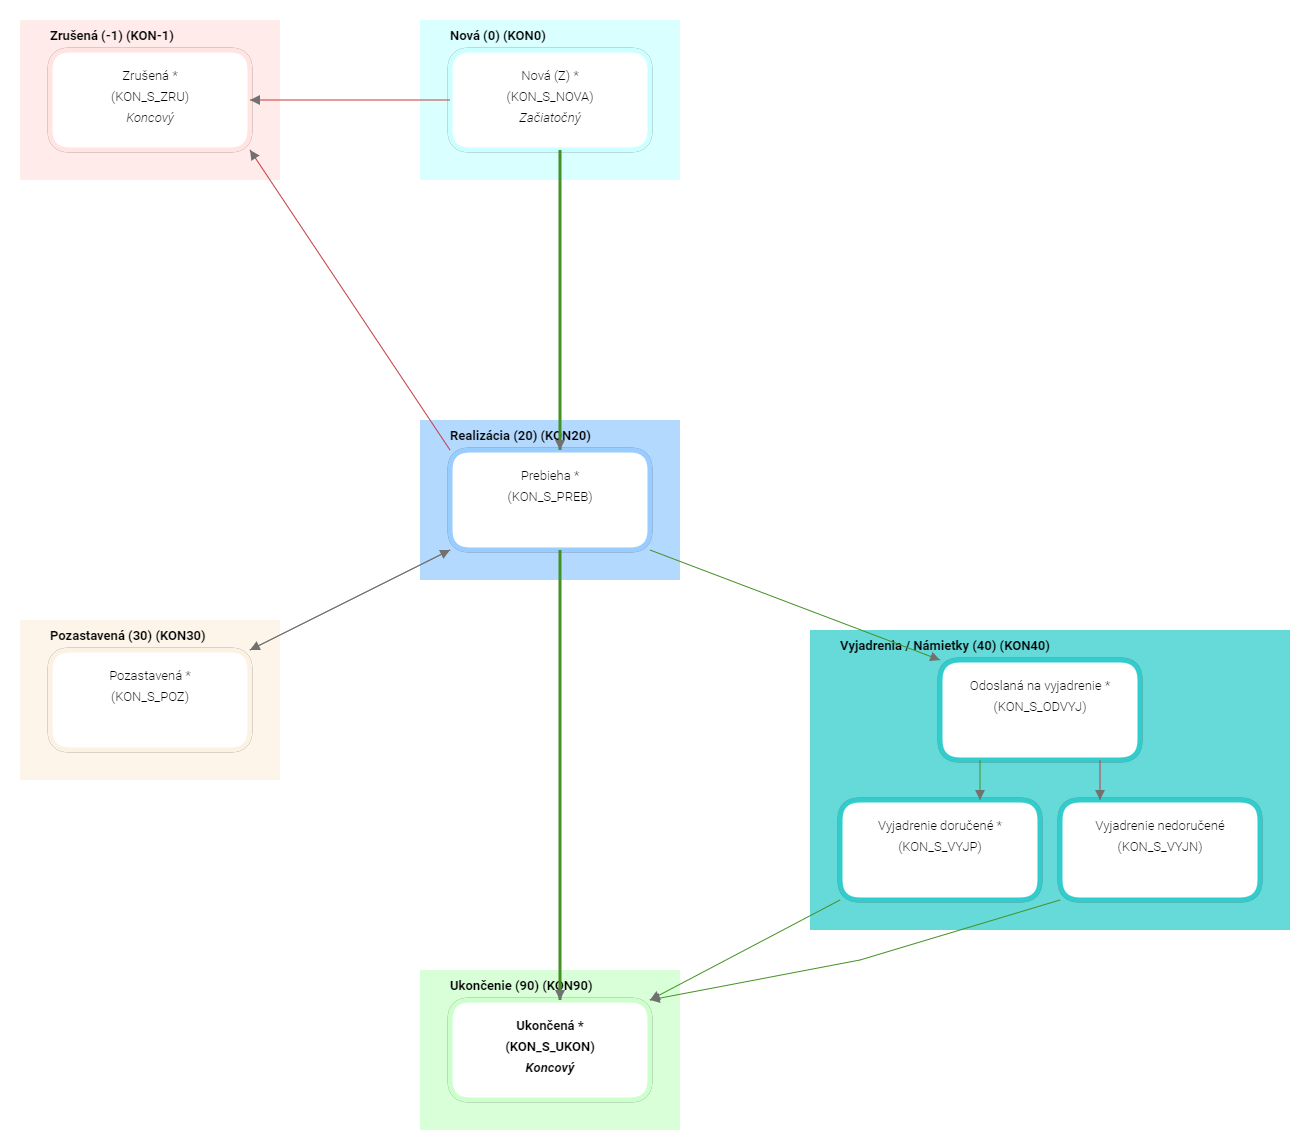 Zrušená (-1) (KON-1)
Zrušená *
(KON_S_ZRU)
Koncový
Nová (0) (KON0)
Nová (Z) *
(KON_S_NOVA)
Začiatočný
Realizácia (20) (KON20)
Prebieha *
(KON_S_PREB)
Pozastavená (30) (KON30)
Pozastavená *
(KON_S_POZ)
Vyjadrenia / Námietky (40) (KON40)
Odoslaná na vyjadrenie *
(KON_S_ODVYJ)
Vyjadrenie doručené *
(KON_S_VYJP)
Vyjadrenie nedoručené
(KON_S_VYJN)
Ukončenie (90) (KON90)
Ukončená *
(KON_S_UKON)
Koncový